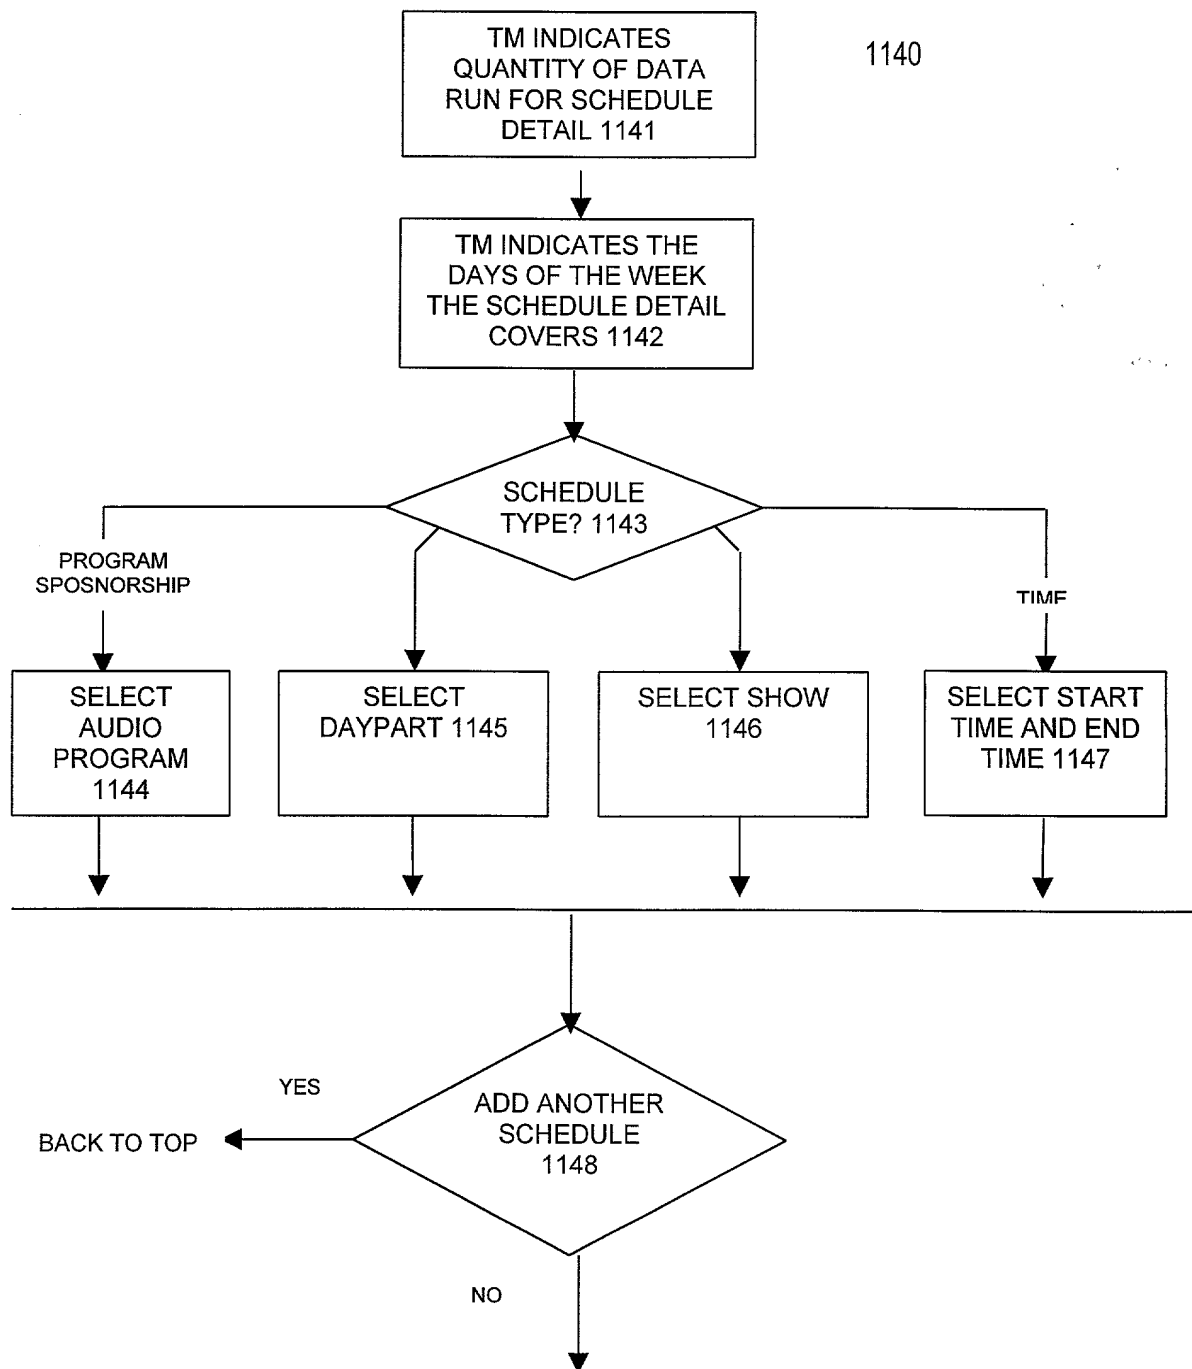 TM INDICATES
QUANTITY OF DATA
RUN FOR SCHEDULE
DETAIL 1141
1140
TM INDICATES THE
DAYS OF THE WEEK
THE SCHEDULE DETAIL
COVERS 1142
SCHEDULE
TYPE? 1143
PROGRAM
SPOSNORSHIP
TIME
SELECT
AUDIO
PROGRAM
1144
SELECT
DAYPART 1145
SELECT SHOW
1146
SELECT START
TIME AND END
TIME 1147
YES
ADD ANOTHER
SCHEDULE
1148
BACK TO TOP
NO